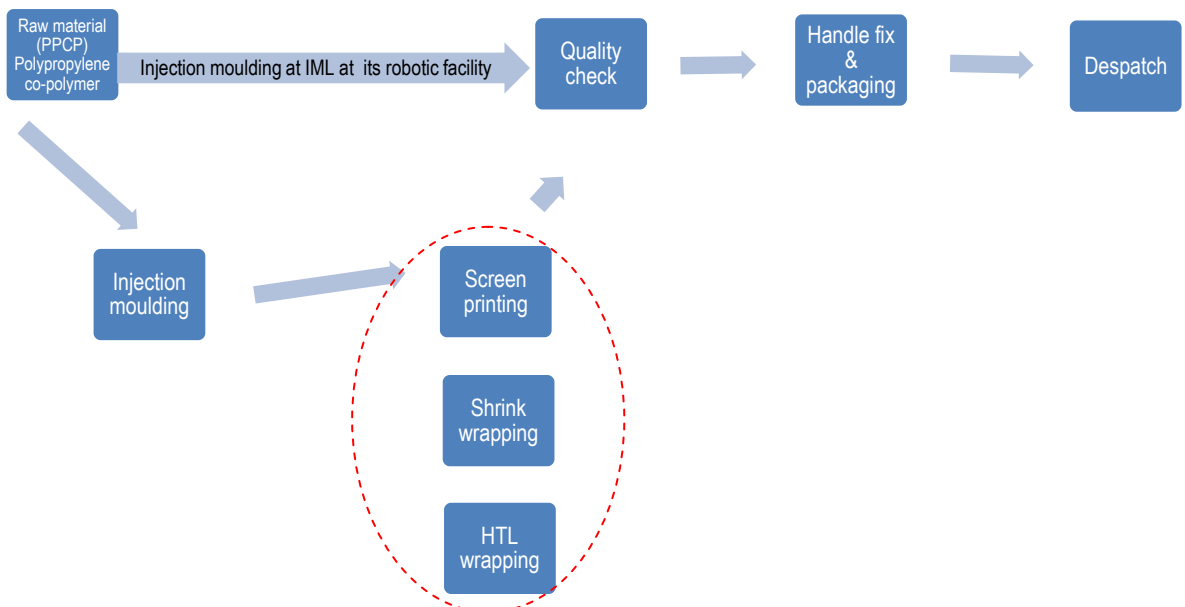 Raw material
(PPCP)
Polypropylene
co-polymer
Injection moulding at IML at  its robotic facility
Quality
check
Handle fix
&
packaging
Despatch
Injection
moulding
Screen
printing
Shrink
wrapping
HTL
wrapping